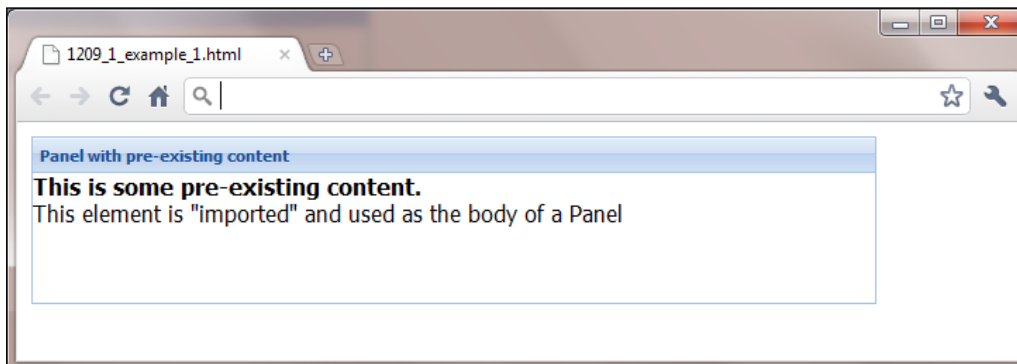 1209_1_example_1.html
Panel with pre-existing content
This is some pre-existing content.
This element is "imported" and used as the body of a Panel